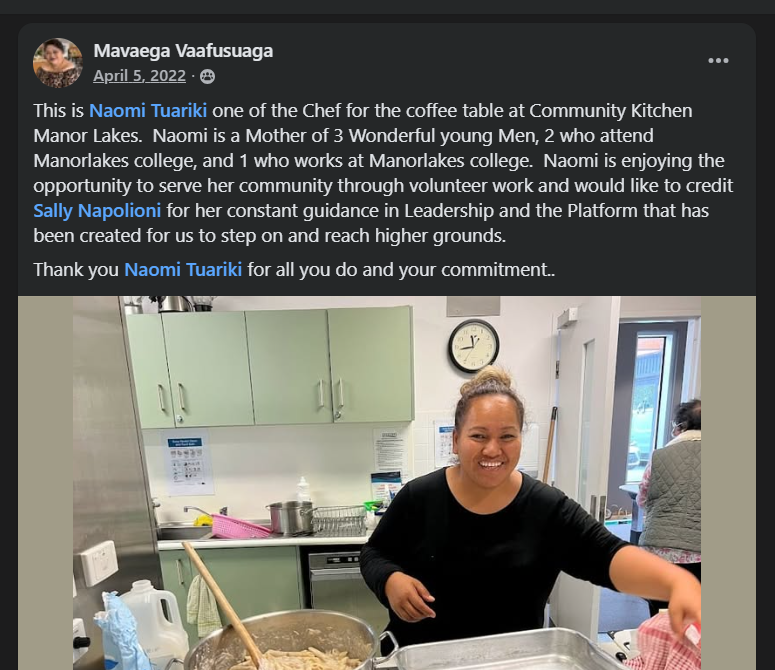 Mavaega Vaafusuaga
April 5, 2022 ·
This is Naomi Tuariki one of the Chef for the coffee table at Community Kitchen
Manor Lakes.  Naomi is a Mother of 3 Wonderful young Men, 2 who attend
Manorlakes college, and 1 who works at Manorlakes college.  Naomi is enjoying the
opportunity to serve her community through volunteer work and would like to credit
Sally Napolioni for her constant guidance in Leadership and the Platform that has
been created for us to step on and reach higher grounds.
Thank you Naomi Tuariki for all you do and your commitment..